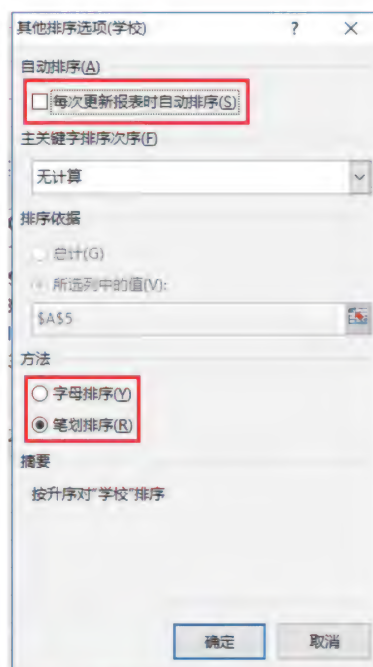 其他排序选项(学校) ? ×
自动排序(A)
每次更新报表时自动排序(S)
主关键字排序次序(F)
无计算
排序依据
总计(G)
所选列中的值(V):
$A$5
方法
字母排序(Y)
笔划排序(R)
摘要
按升序对"学校"排序
确定 取消